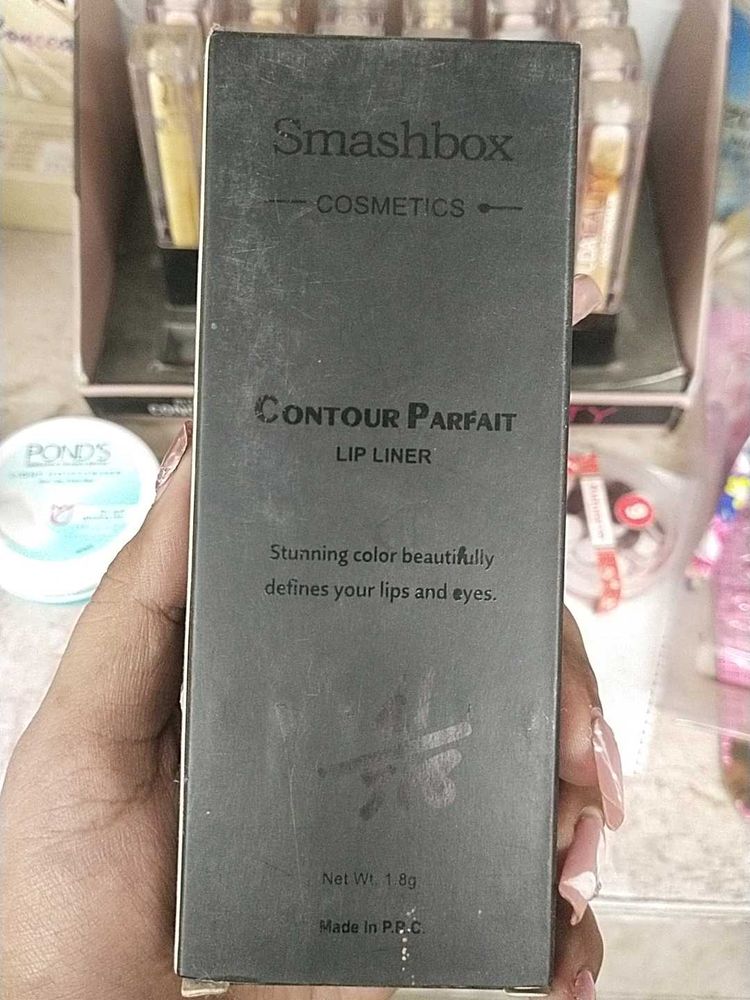 Smashbox
COSMETICS
CONTOUR PARFAIT
LIP LINER
Stunning color beautifully
defines your lips and eyes.
Net Wt. 1.8g
Made In P.R.C.
POND'S